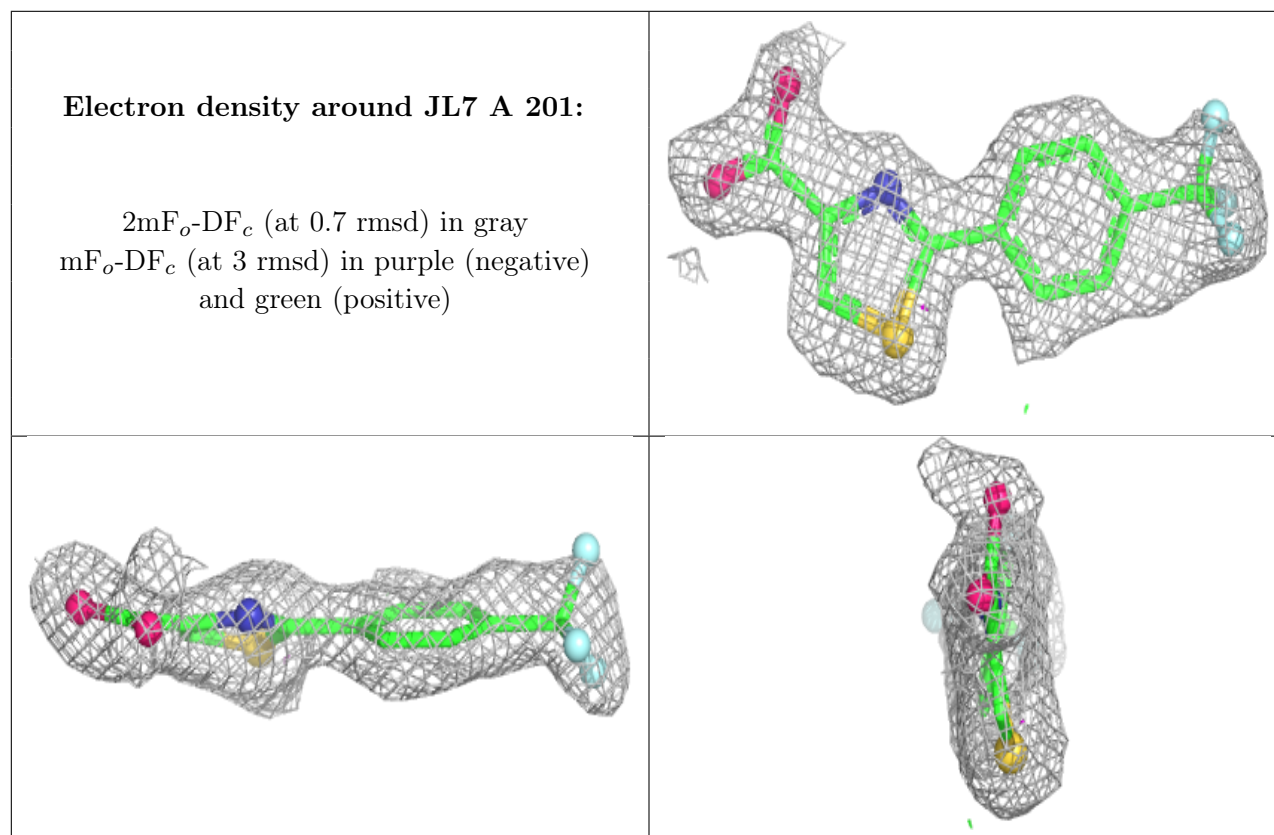 Electron density around JL7 A 201:
2mFo-DFc (at 0.7 rmsd) in gray
mFo-DFc (at 3 rmsd) in purple (negative)
and green (positive)